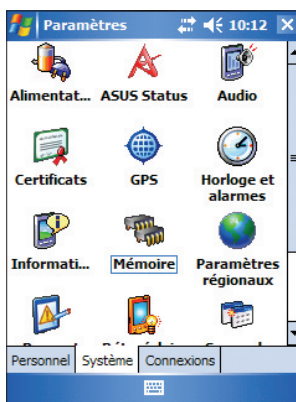 Paramètres 10:12
Alimentat... ASUS Status Audio
Certificats GPS Horloge et alarmes
Informati... Mémoire Paramètres régionaux
Personnel Système Connexions